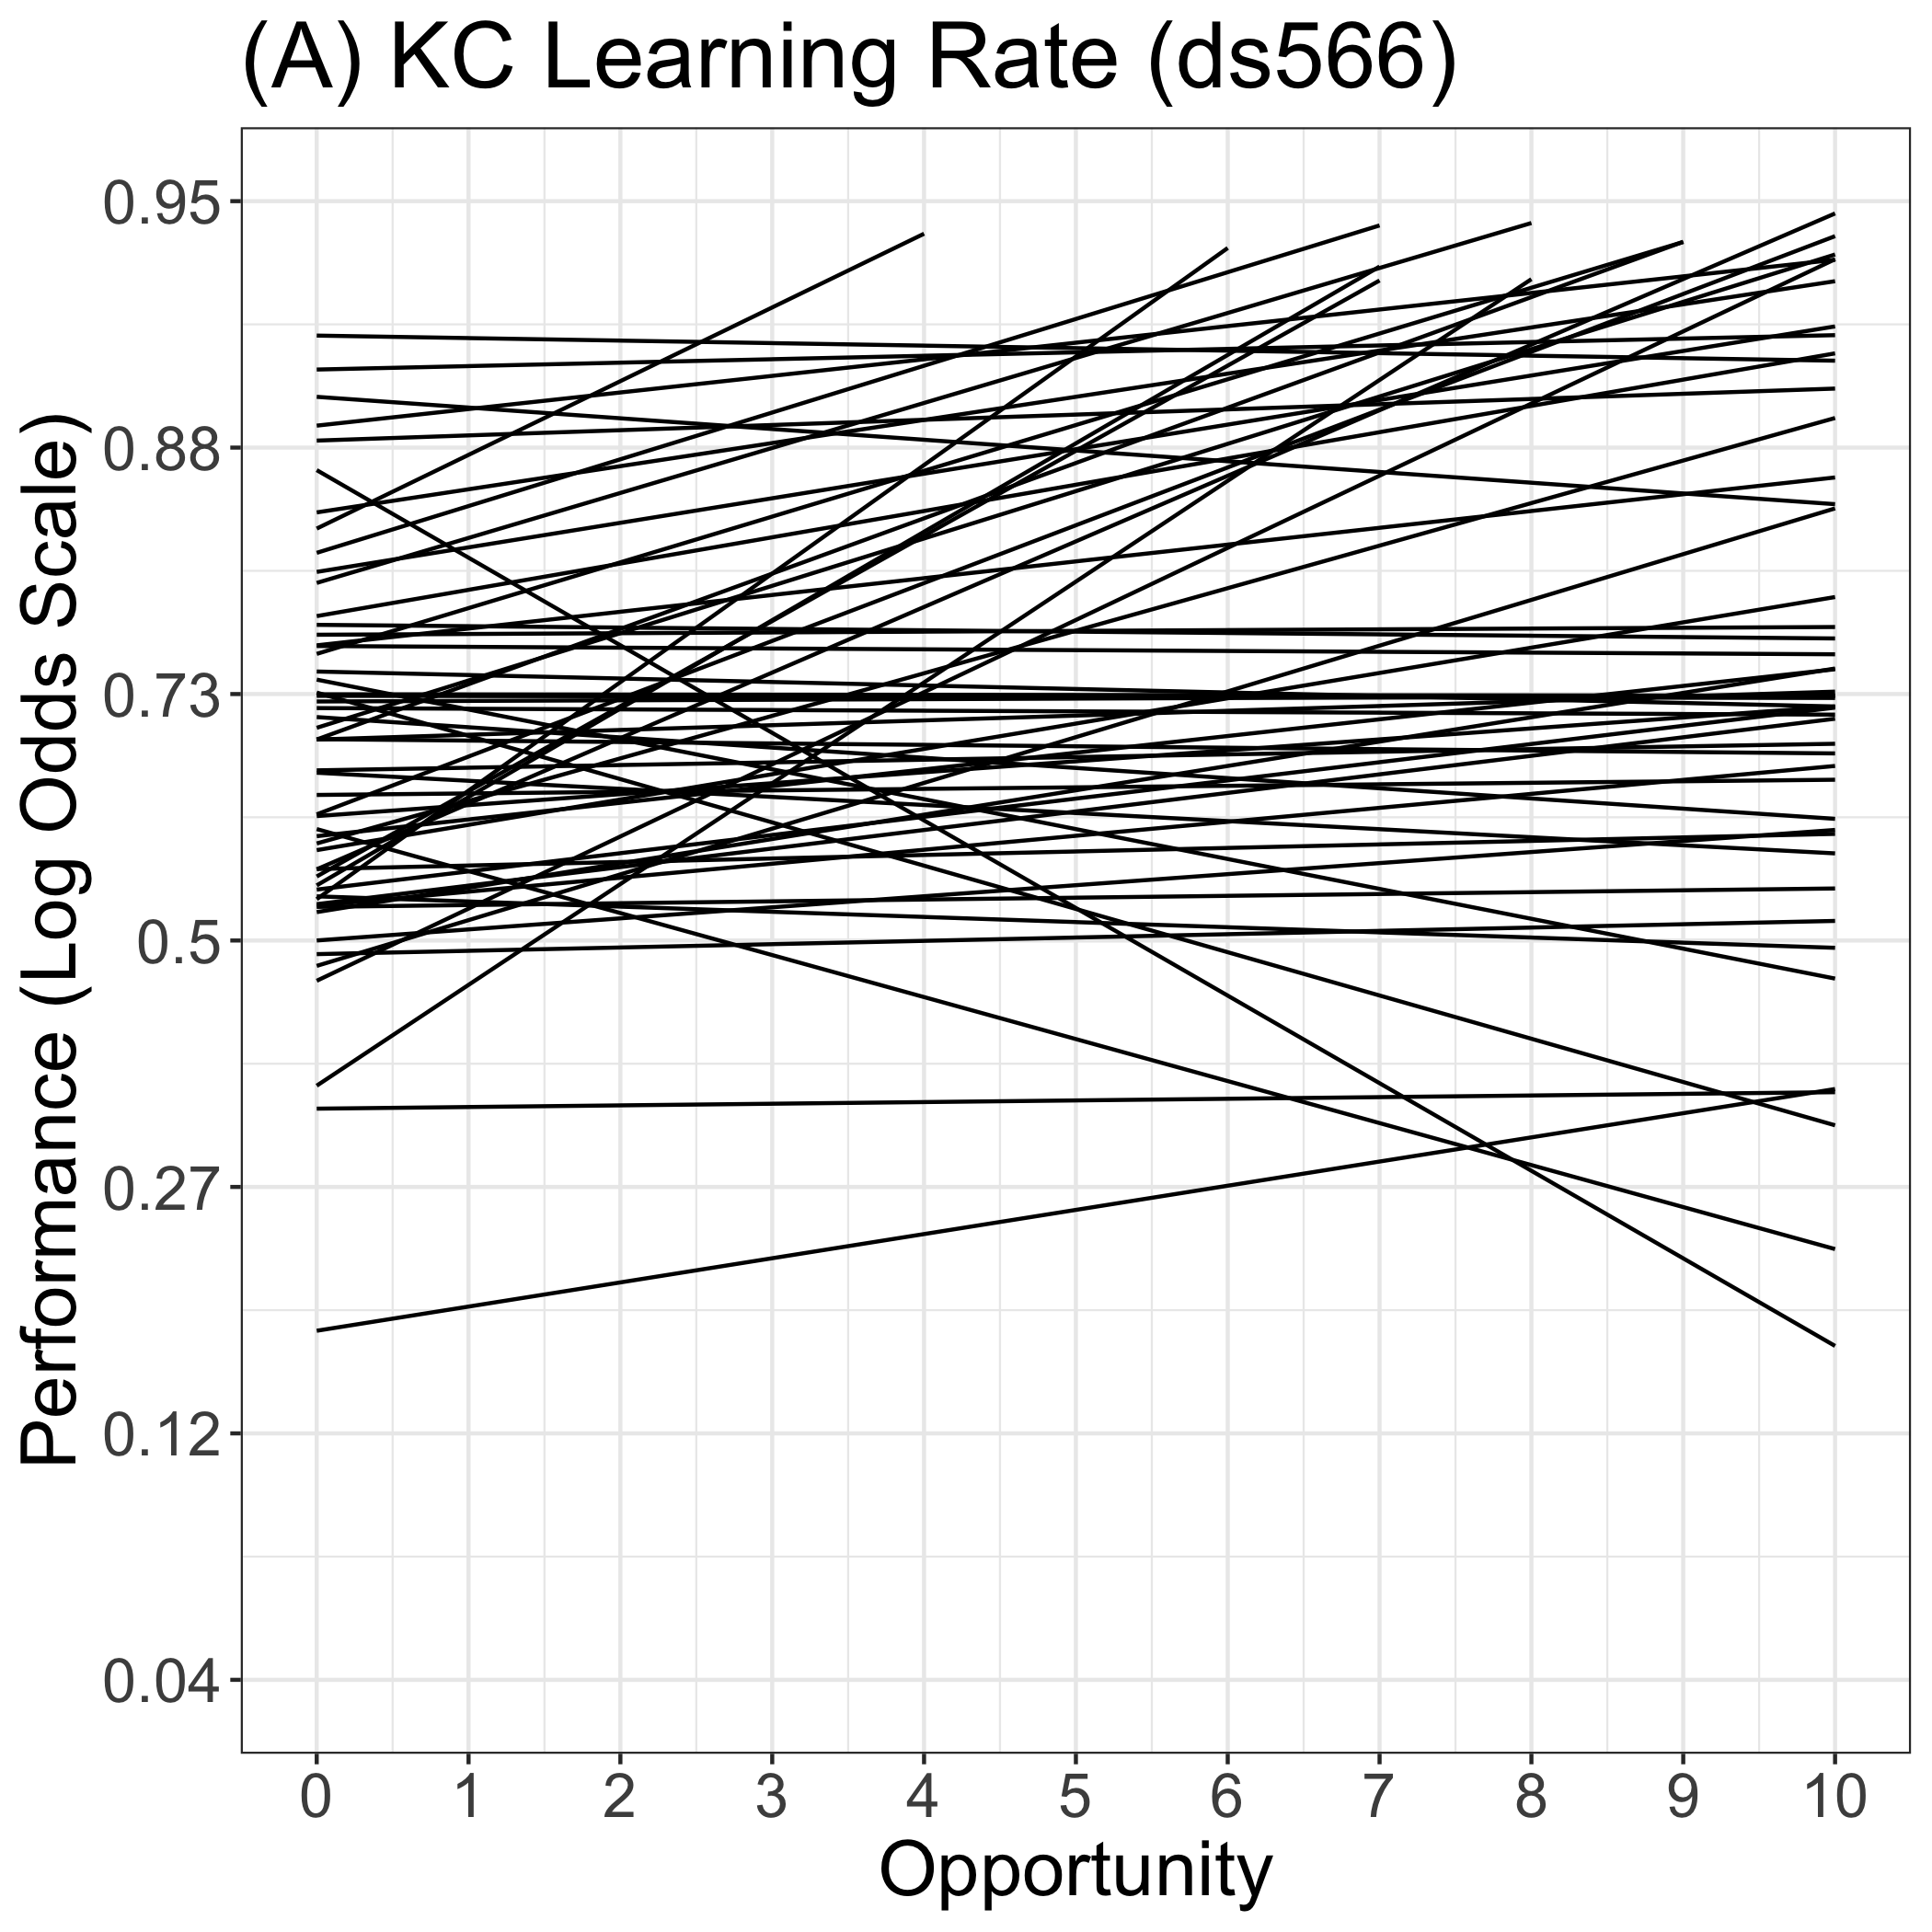 (A) KC Learning Rate (ds566)
Performance (Log Odds Scale)
0.95
0.88
0.73
0.5
0.27
0.12
0.04
0 1 2 3 4 5 6 7 8 9 10
Opportunity